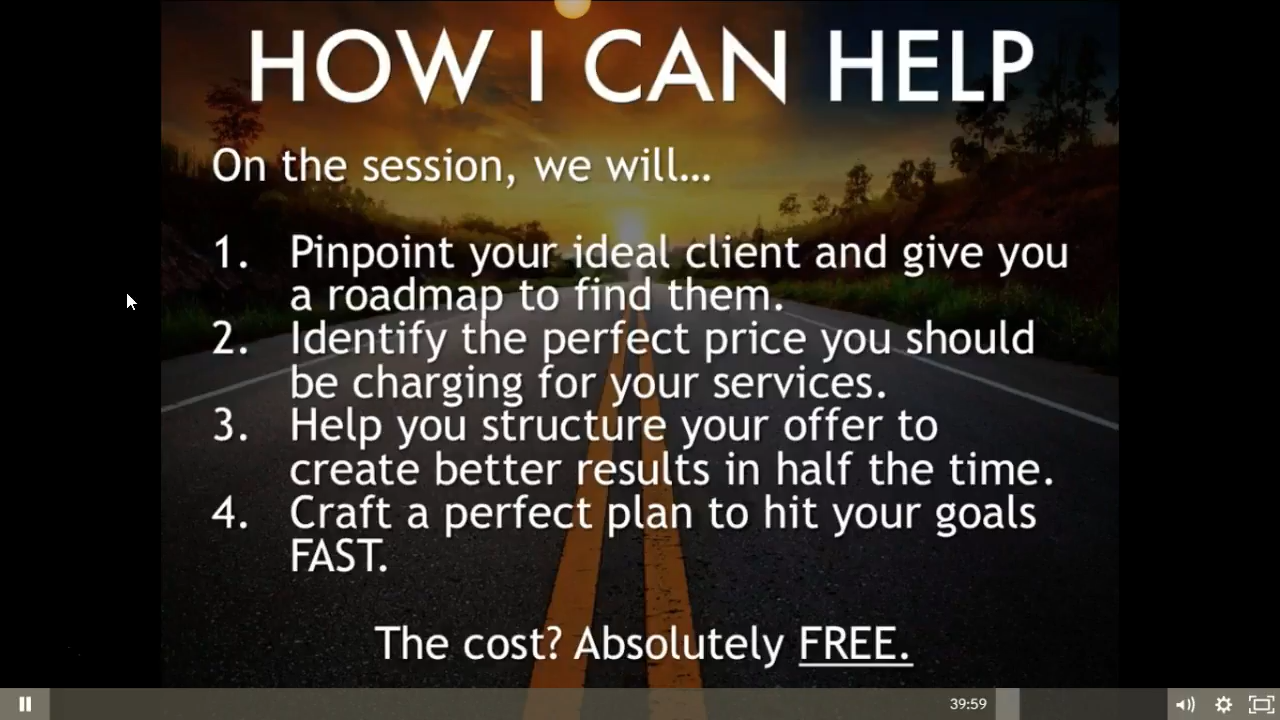 HOW I CAN HELP
On the session, we will...
1. Pinpoint your ideal client and give you
a roadmap to find them.
2. Identify the perfect price you should
be charging for your services.
3. Help you structure your offer to
create better results in half the time.
4. Craft a perfect plan to hit your goals
FAST.
The cost? Absolutely FREE.
39:59